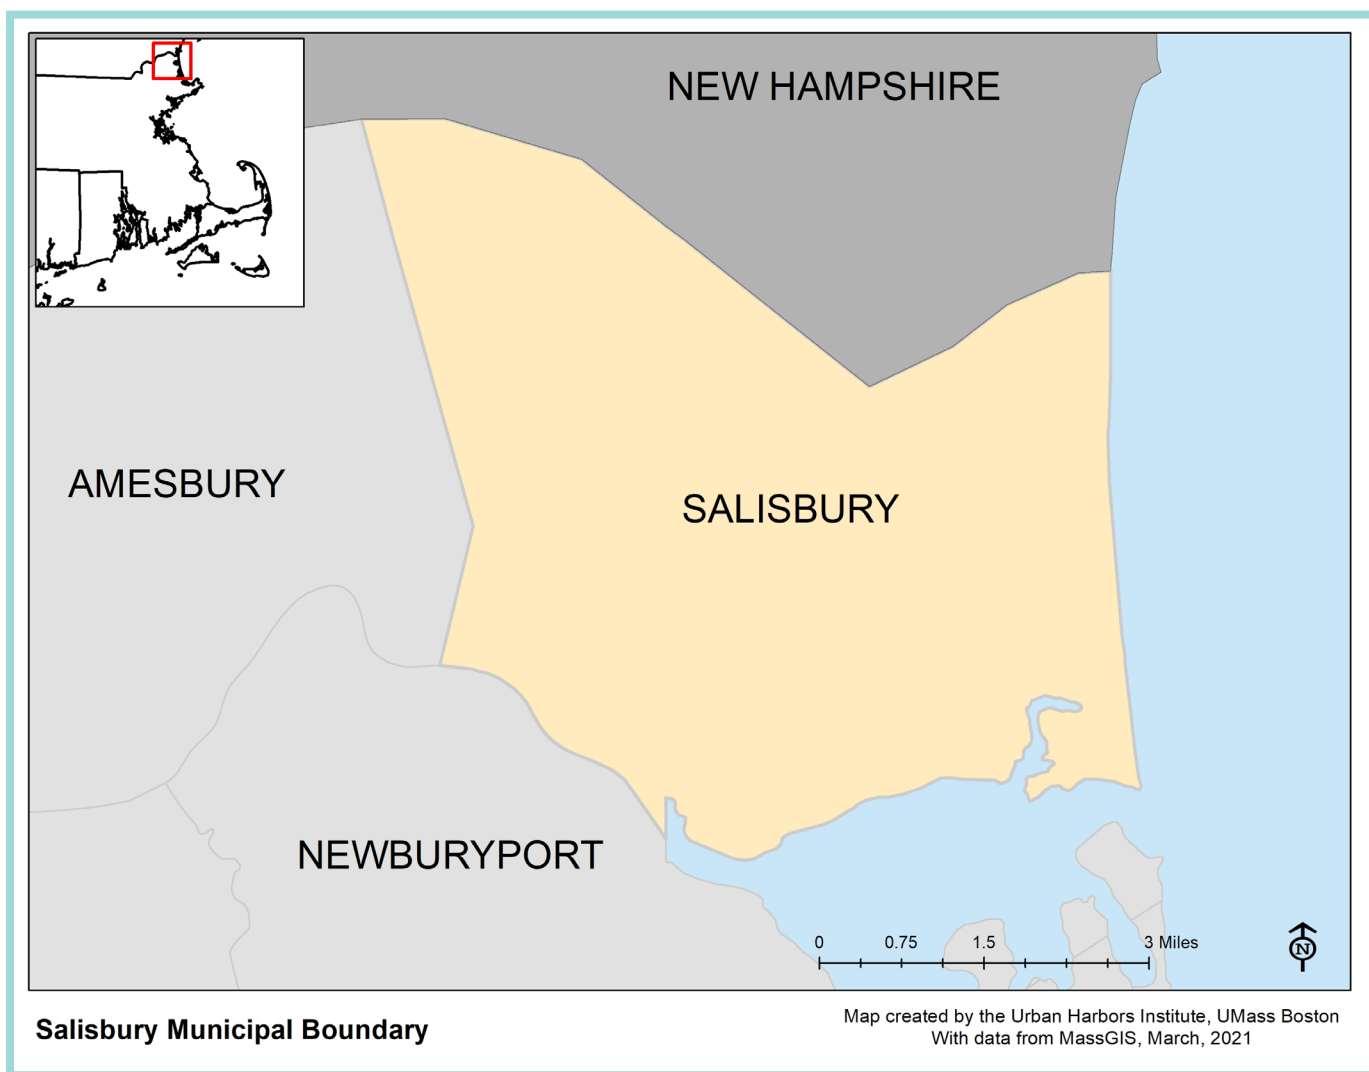 NEW HAMPSHIRE
AMESBURY
SALISBURY
NEWBURYPORT
0 0.75 1.5 3 Miles
N
Salisbury Municipal Boundary
Map created by the Urban Harbors Institute, UMass Boston
With data from MassGIS, March, 2021